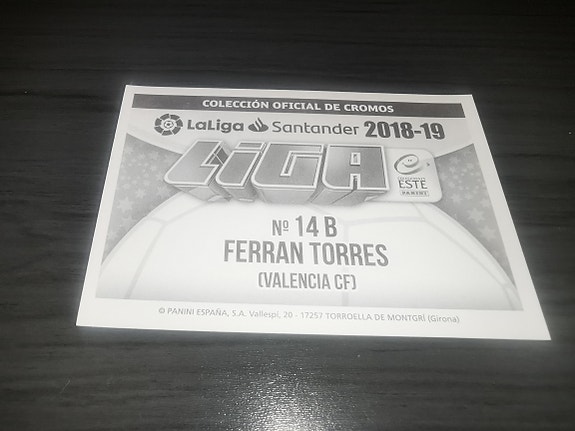 COLECCIÓN OFICIAL DE CROMOS
LaLiga Santander 2018-19
LiGA
COLECCIONES
ESTE
PANINI
Nº 14 B
FERRAN TORRES
(VALENCIA CF)
© PANINI ESPAÑA, S.A. Vallespí, 20 - 17257 TORROELLA DE MONTGRÍ (Girona)